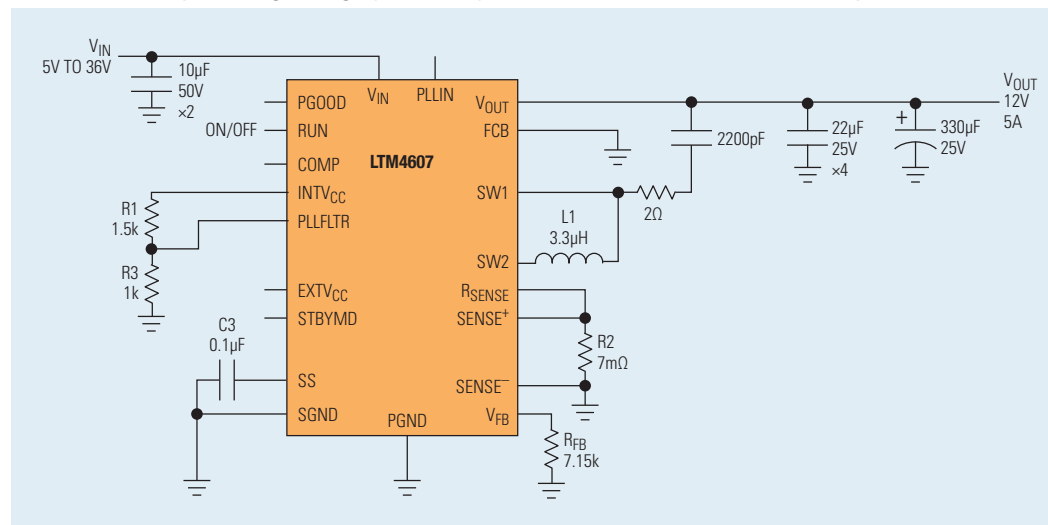 VIN
5V TO 36V
10µF
50V
×2
ON/OFF
PGOOD
RUN
COMP
INTVCC
PLLFLTR
EXTVCC
STBYMD
SS
SGND
VIN
PLLIN
LTM4607
PGND
VOUT
FCB
SW1
SW2
RSENSE
SENSE+
SENSE–
VFB
R1
1.5k
R3
1k
C3
0.1µF
2200pF
2Ω
L1
3.3µH
R2
7mΩ
RFB
7.15k
22µF
25V
×4
+
330µF
25V
VOUT
12V
5A